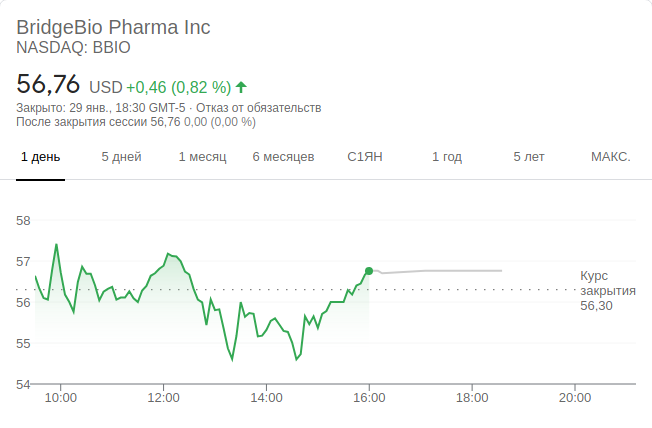 BridgeBio Pharma Inc
NASDAQ: BBIO
56,76 USD +0,46 (0,82 %)
Закрыто: 29 янв., 18:30 GMT-5 · Отказ от обязательств
После закрытия сессии 56,76 0,00 (0,00 %)
1 день 5 дней 1 месяц 6 месяцев С1ЯН 1 год 5 лет МАКС.
58
57
Курс
закрытия
56,30
56
55
54
10:00 12:00 14:00 16:00 18:00 20:00